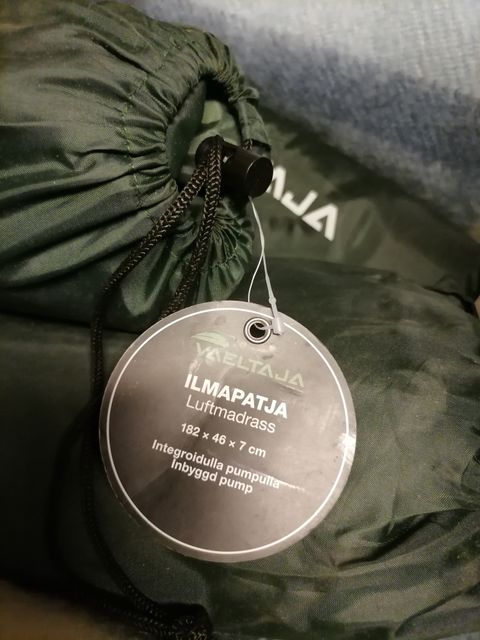 AJA
VAELTAJA
ILMAPATJA
Luftmadrass
182 × 46 × 7 cm
Integroidulla pumpulla
Inbyggd pump